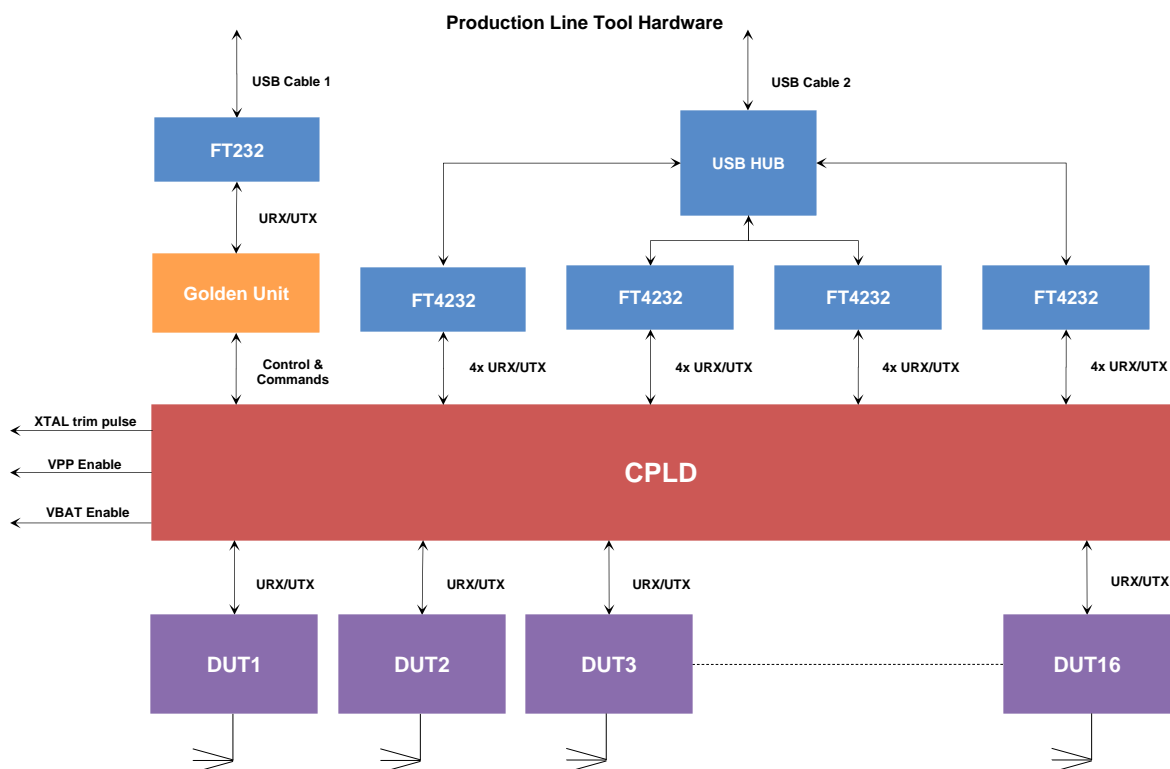 Production Line Tool Hardware
USB Cable 1
USB Cable 2
FT232
USB HUB
URX/UTX
Golden Unit
FT4232
FT4232
FT4232
FT4232
Control &
Commands
4x URX/UTX
4x URX/UTX
4x URX/UTX
4x URX/UTX
XTAL trim pulse
VPP Enable
VBAT Enable
CPLD
URX/UTX
URX/UTX
URX/UTX
URX/UTX
DUT1
DUT2
DUT3
DUT16